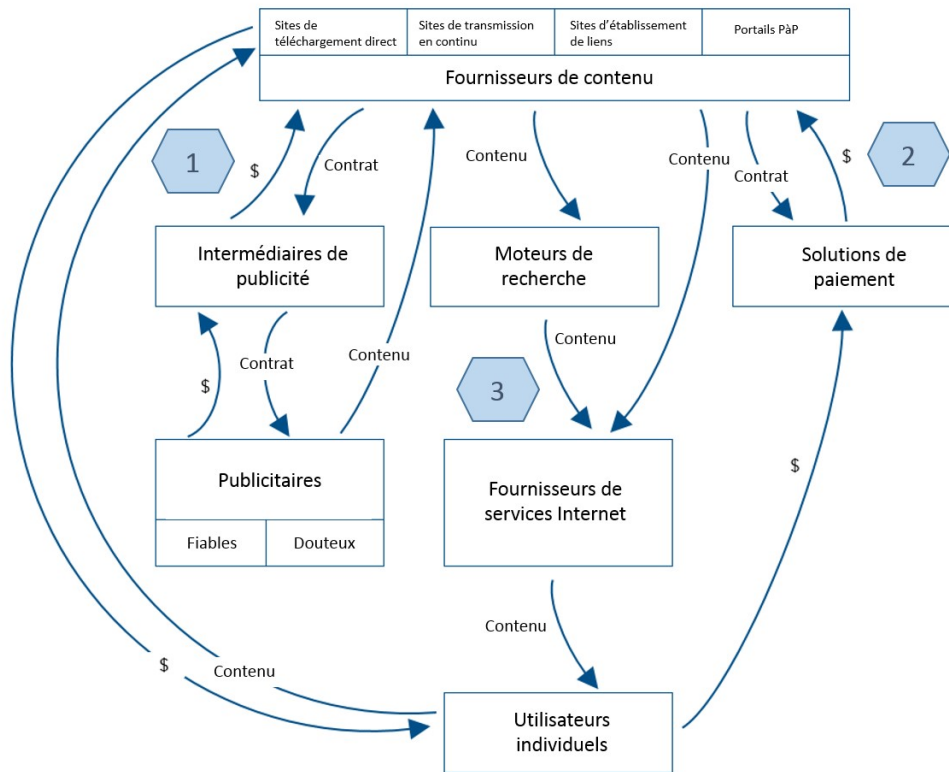 Sites de
téléchargement direct
Sites de transmission
en continu
Sites d'établissement
de liens
Portails PàP
Fournisseurs de contenu
1
$
Contrat
Contenu
Contenu
Contrat
$
2
Intermédiaires de
publicité
Moteurs de
recherche
Solutions de
paiement
$
Contrat
Contenu
Contenu
3
Publicitaires
Fiables
Douteux
Fournisseurs de
services Internet
$
Contenu
$
Contenu
Utilisateurs
individuels